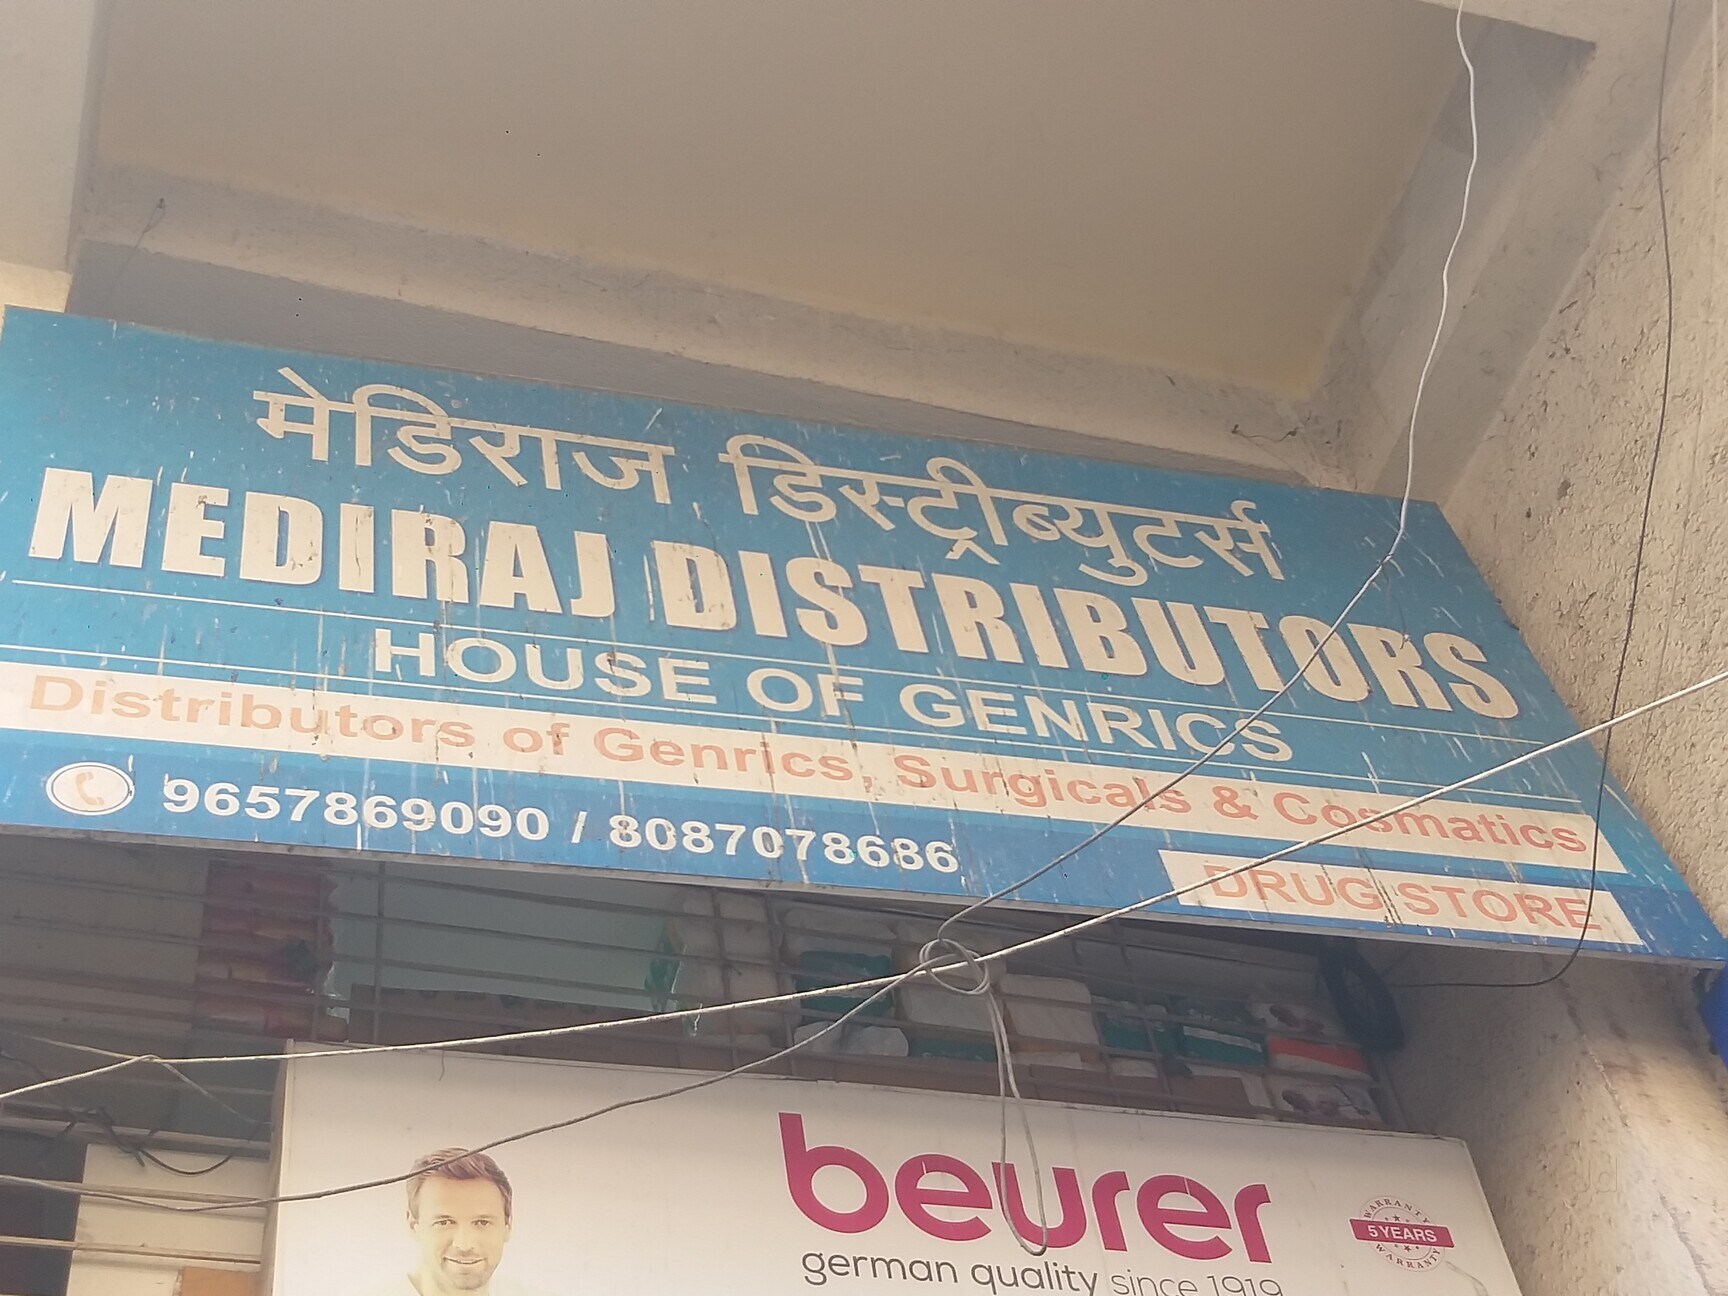 मेडिराज डिस्ट्रीब्युटर्स
MEDIRAJ DISTRIBUTORS
HOUSE OF GENRICS
Distributors of Genrics, Surgicals & Cosmatics
9657869090 / 8087078686
DRUG STORE
beurer
german quality since 1919
WARRANTY
5 YEARS
WARRANTY